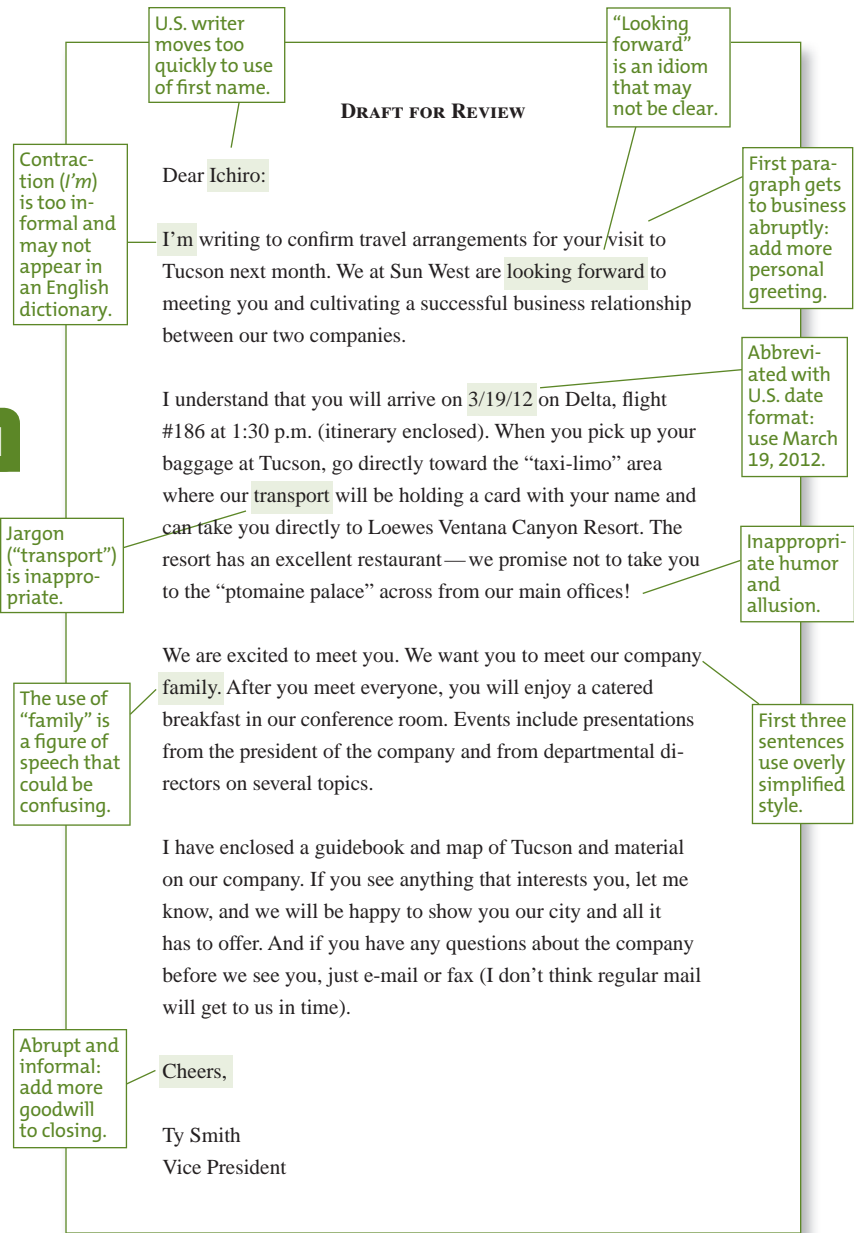 U.S. writer
moves too
quickly to use
of first name.
“Looking
forward”
is an idiom
that may
not be clear.
DRAFT FOR REVIEW
Contrac-
tion (I’m)
is too in-
formal and
may not
appear in
an English
dictionary.
Dear Ichiro:
First para-
graph gets
to business
abruptly:
add more
personal
greeting.
I’m writing to confirm travel arrangements for your visit to
Tucson next month. We at Sun West are looking forward to
meeting you and cultivating a successful business relationship
between our two companies.
Abbrevi-
ated with
U.S. date
format:
use March
19, 2012.
I understand that you will arrive on 3/19/12 on Delta, flight
#186 at 1:30 p.m. (itinerary enclosed). When you pick up your
baggage at Tucson, go directly toward the “taxi-limo” area
where our transport will be holding a card with your name and
can take you directly to Loewes Ventana Canyon Resort. The
resort has an excellent restaurant—we promise not to take you
to the “ptomaine palace” across from our main offices!
Jargon
(“transport”)
is inappro-
priate.
Inappropri-
ate humor
and
allusion.
We are excited to meet you. We want you to meet our company
family. After you meet everyone, you will enjoy a catered
breakfast in our conference room. Events include presentations
from the president of the company and from departmental di-
rectors on several topics.
The use of
“family” is
a figure of
speech that
could be
confusing.
First three
sentences
use overly
simplified
style.
I have enclosed a guidebook and map of Tucson and material
on our company. If you see anything that interests you, let me
know, and we will be happy to show you our city and all it
has to offer. And if you have any questions about the company
before we see you, just e-mail or fax (I don’t think regular mail
will get to us in time).
Abrupt and
informal:
add more
goodwill
to closing.
Cheers,
Ty Smith
Vice President